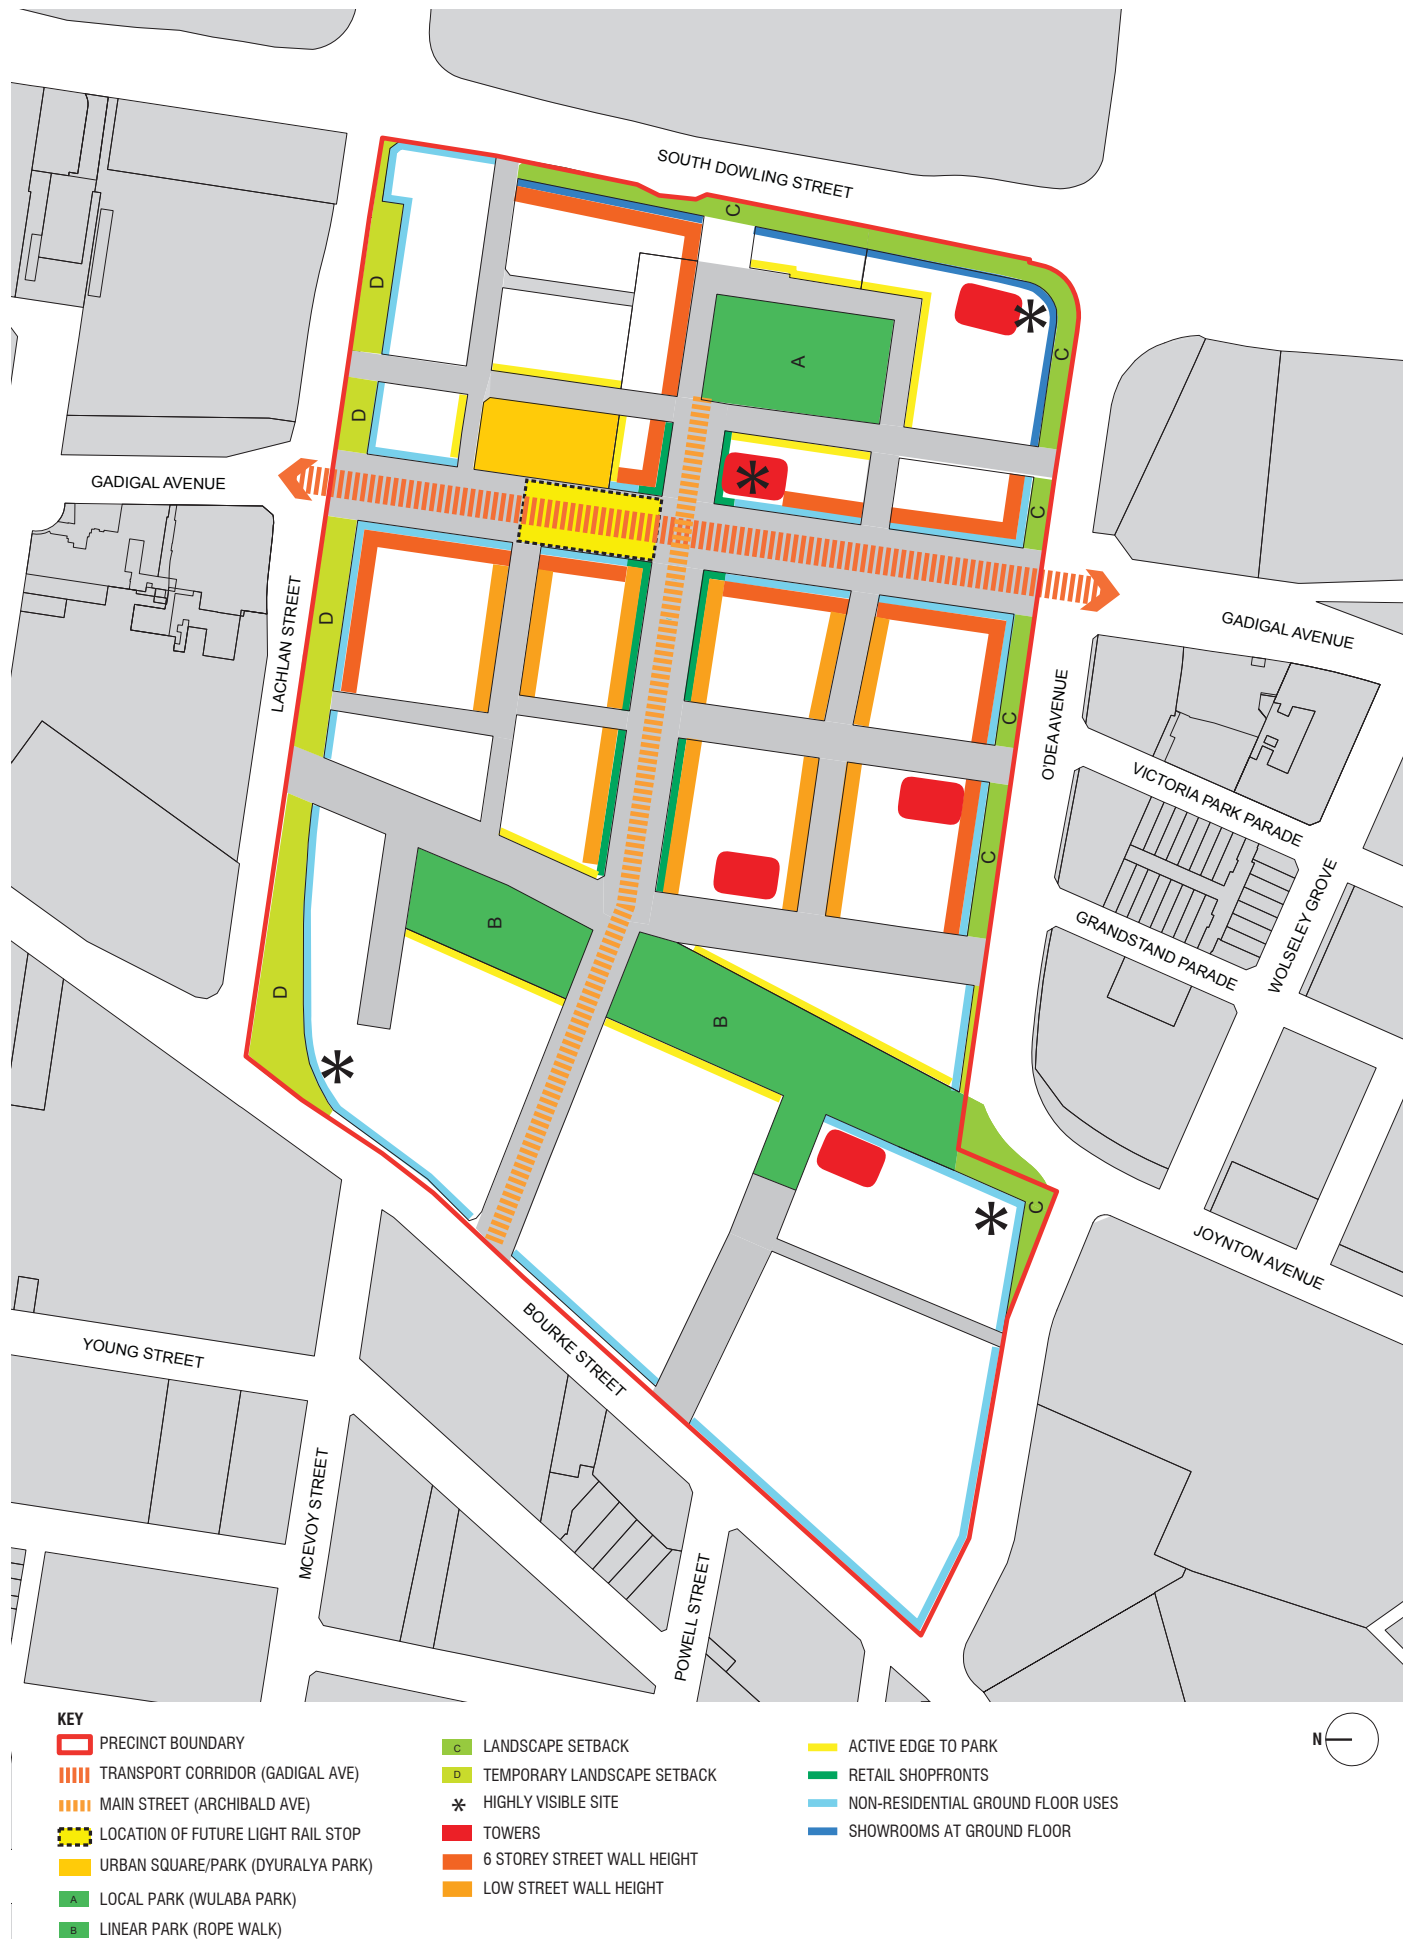 SOUTH DOWLING STREET
C
D
A
C
D
GADIGAL AVENUE
C
D
LACHLAN STREET
GADIGAL AVENUE
O'DEA AVENUE
C
VICTORIA PARK PARADE
C
WOLSELEY GROVE
B
GRANDSTAND PARADE
D
B
C
JOYNTON AVENUE
BOURKE STREET
YOUNG STREET
MCEVOY STREET
POWELL STREET
KEY
PRECINCT BOUNDARY
TRANSPORT CORRIDOR (GADIGAL AVE)
MAIN STREET (ARCHIBALD AVE)
LOCATION OF FUTURE LIGHT RAIL STOP
URBAN SQUARE/PARK (DYURALYA PARK)
A LOCAL PARK (WULABA PARK)
B LINEAR PARK (ROPE WALK)
C LANDSCAPE SETBACK
D TEMPORARY LANDSCAPE SETBACK
* HIGHLY VISIBLE SITE
TOWERS
6 STOREY STREET WALL HEIGHT
LOW STREET WALL HEIGHT
ACTIVE EDGE TO PARK
RETAIL SHOPFRONTS
NON-RESIDENTIAL GROUND FLOOR USES
SHOWROOMS AT GROUND FLOOR
N